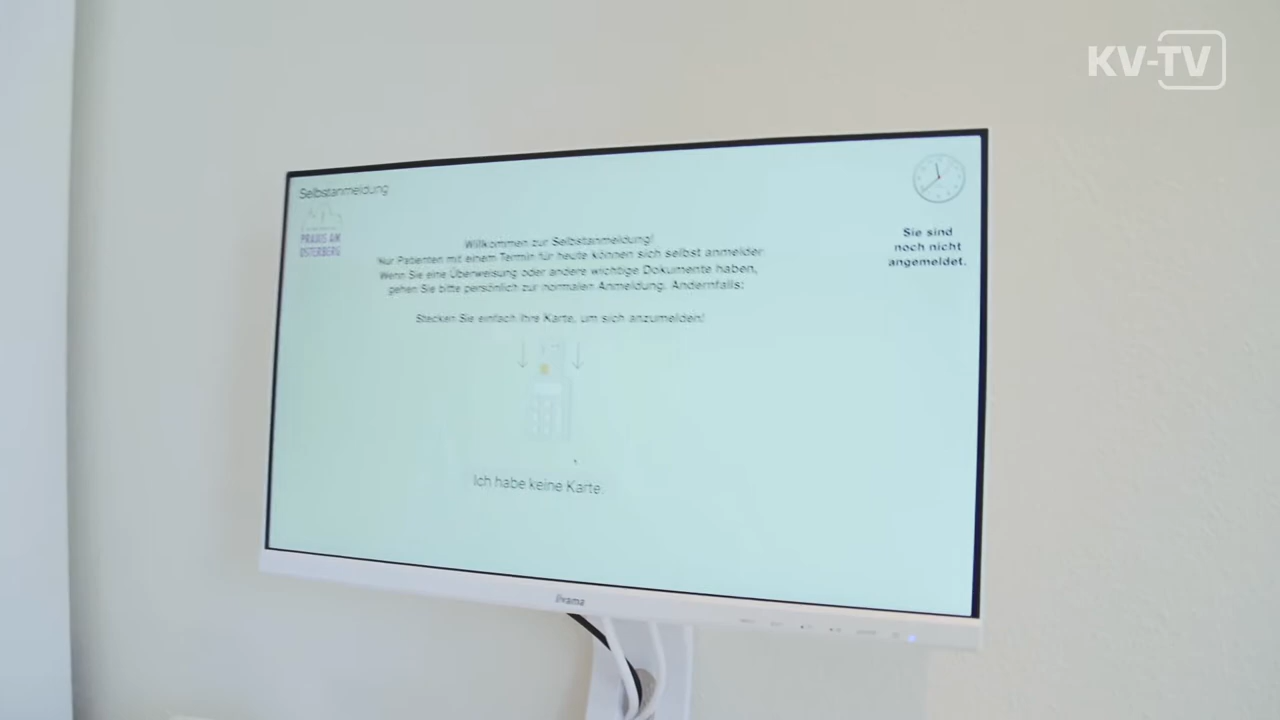 KV-TV
Selbstanmeldung
PRAXIS AM
OSTERBERG
Willkommen zur Selbstanmeldung!
Nur Patienten mit einem Termin für heute können sich selbst anmelden
Wenn Sie eine Überweisung oder andere wichtige Dokumente haben,
gehen Sie bitte persönlich zur normalen Anmeldung. Andernfalls:
Stecken Sie einfach Ihre Karte, um sich anzumelden!
Ich habe keine Karte.
Sie sind
noch nicht
angemeldet.
iiyama